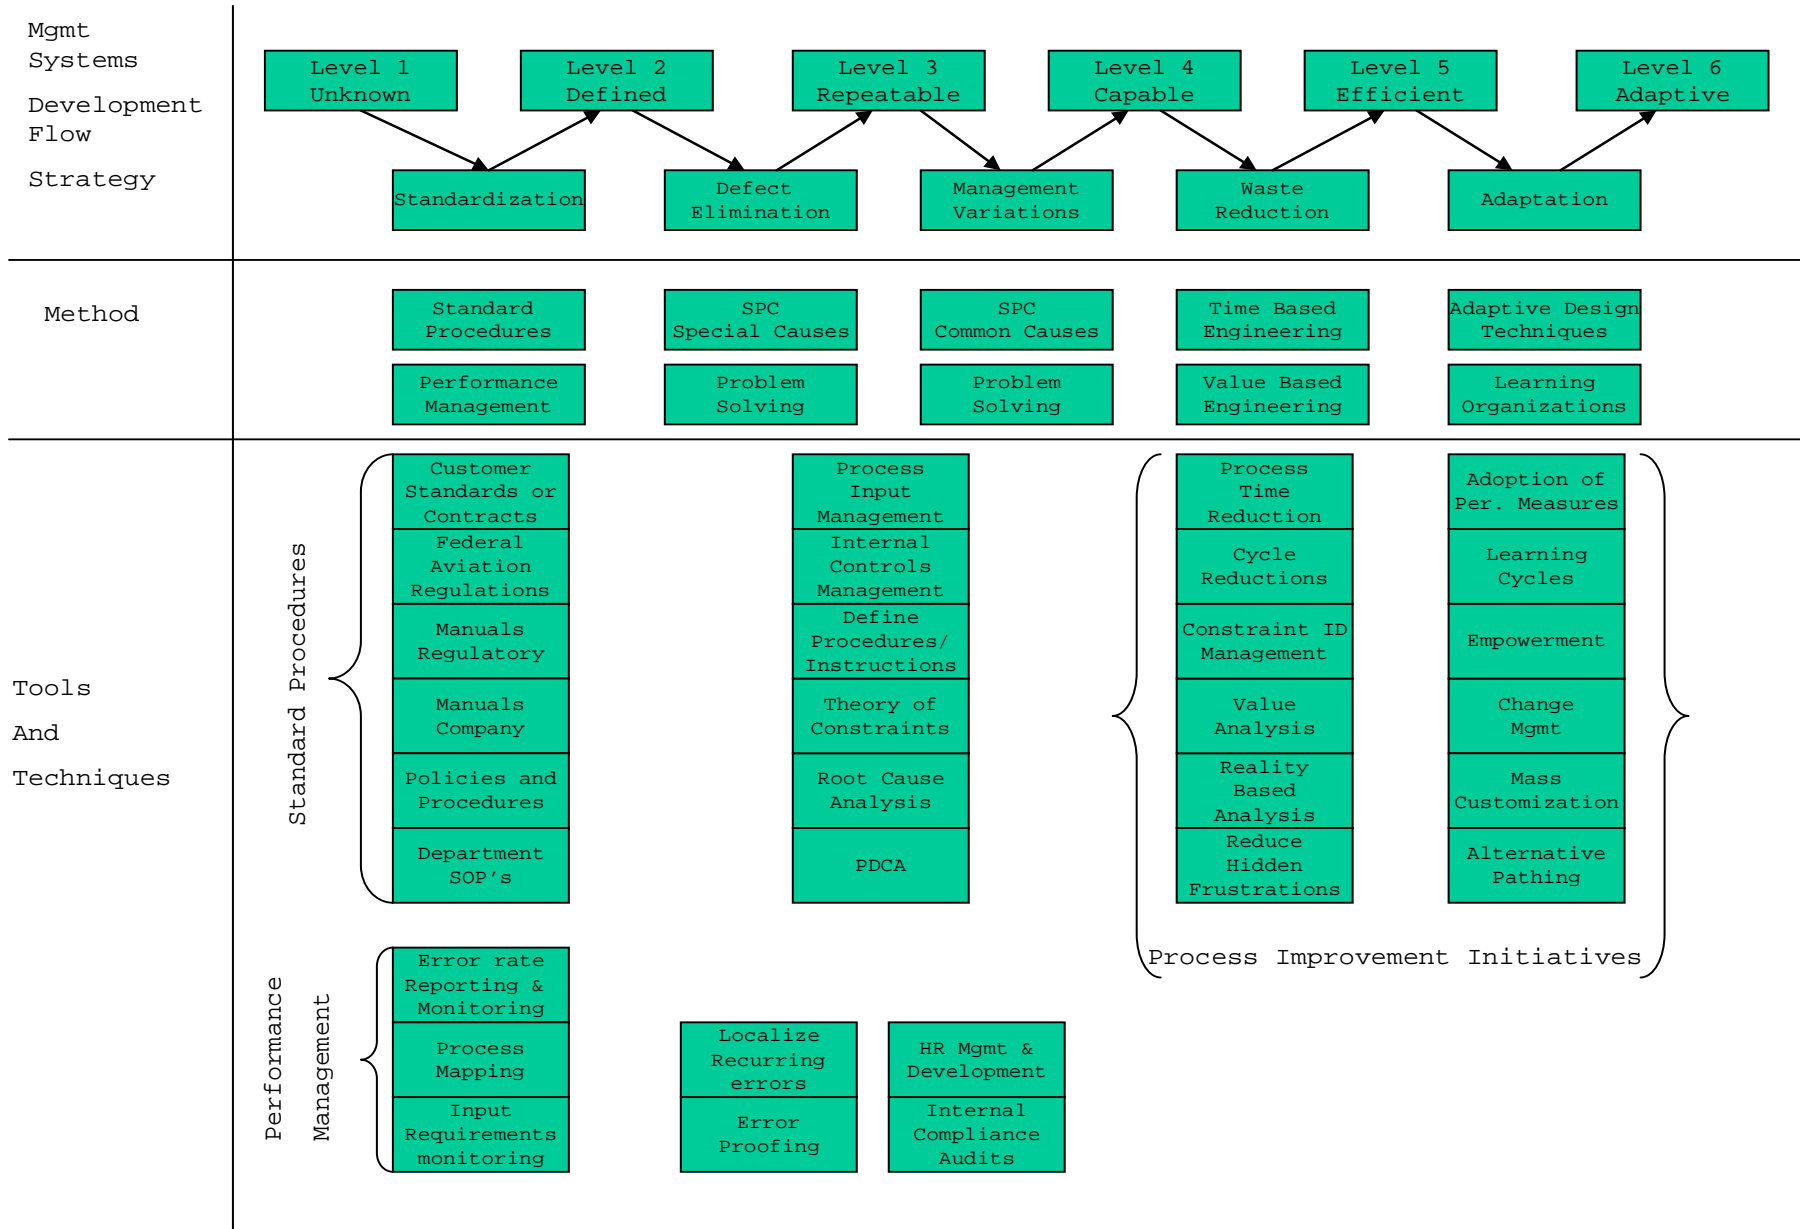 Mgmt
Systems
Development
Flow
Strategy
Level 1
Unknown
Level 2
Defined
Level 3
Repeatable
Level 4
Capable
Level 5
Efficient
Level 6
Adaptive
Standardization
Defect
Elimination
Management
Variations
Waste
Reduction
Adaptation
Method
Standard
Procedures
SPC
Special Causes
SPC
Common Causes
Time Based
Engineering
Adaptive Design
Techniques
Performance
Management
Problem
Solving
Problem
Solving
Value Based
Engineering
Learning
Organizations
Tools
And
Techniques
Standard Procedures
Customer
Standards or
Contracts
Federal
Aviation
Regulations
Manuals
Regulatory
Manuals
Company
Policies and
Procedures
Department
SOP's
Process
Input
Management
Internal
Controls
Management
Define
Procedures/
Instructions
Theory of
Constraints
Root Cause
Analysis
PDCA
Process
Time
Reduction
Cycle
Reductions
Constraint ID
Management
Value
Analysis
Reality
Based
Analysis
Reduce
Hidden
Frustrations
Adoption of
Per. Measures
Learning
Cycles
Empowerment
Change
Mgmt
Mass
Customization
Alternative
Pathing
Process Improvement Initiatives
Performance
Management
Error rate
Reporting &
Monitoring
Process
Mapping
Input
Requirements
monitoring
Localize
Recurring
errors
Error
Proofing
HR Mgmt &
Development
Internal
Compliance
Audits